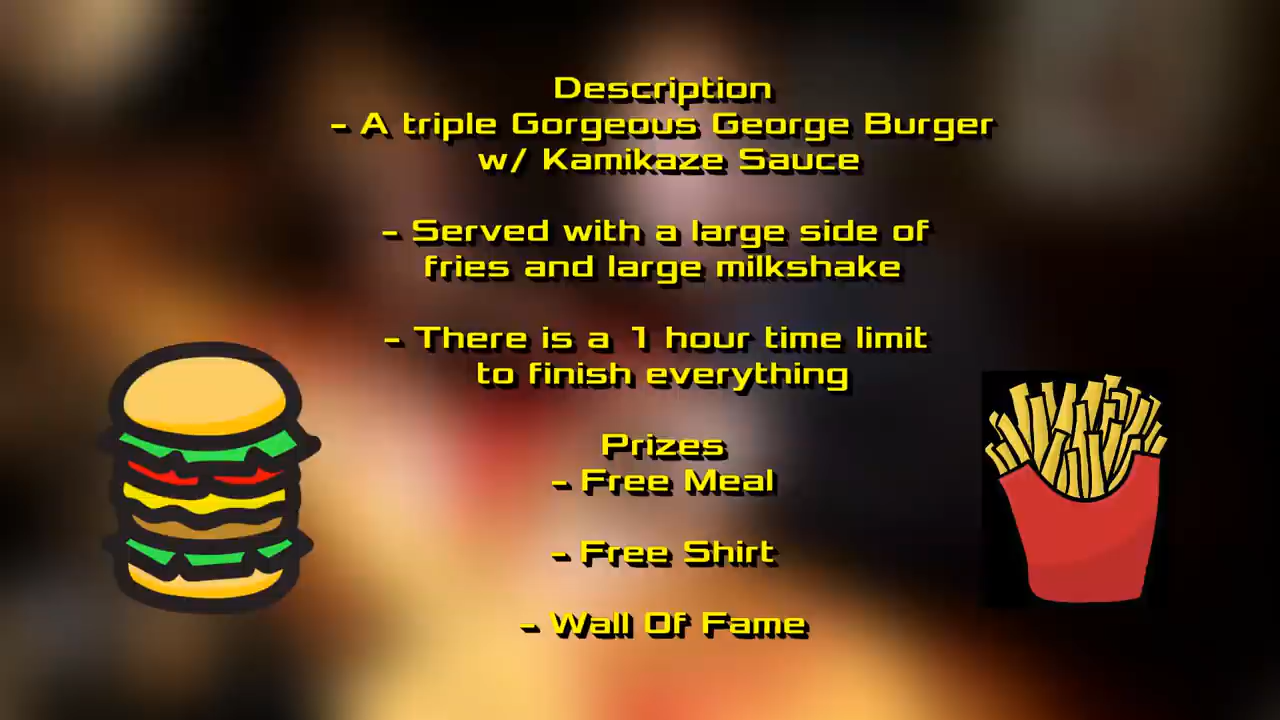 Description
- A triple Gorgeous George Burger
w/ Kamikaze Sauce
- Served with a large side of
fries and large milkshake
- There is a 1 hour time limit
to finish everything
Prizes
- Free Meal
- Free Shirt
- Wall Of Fame